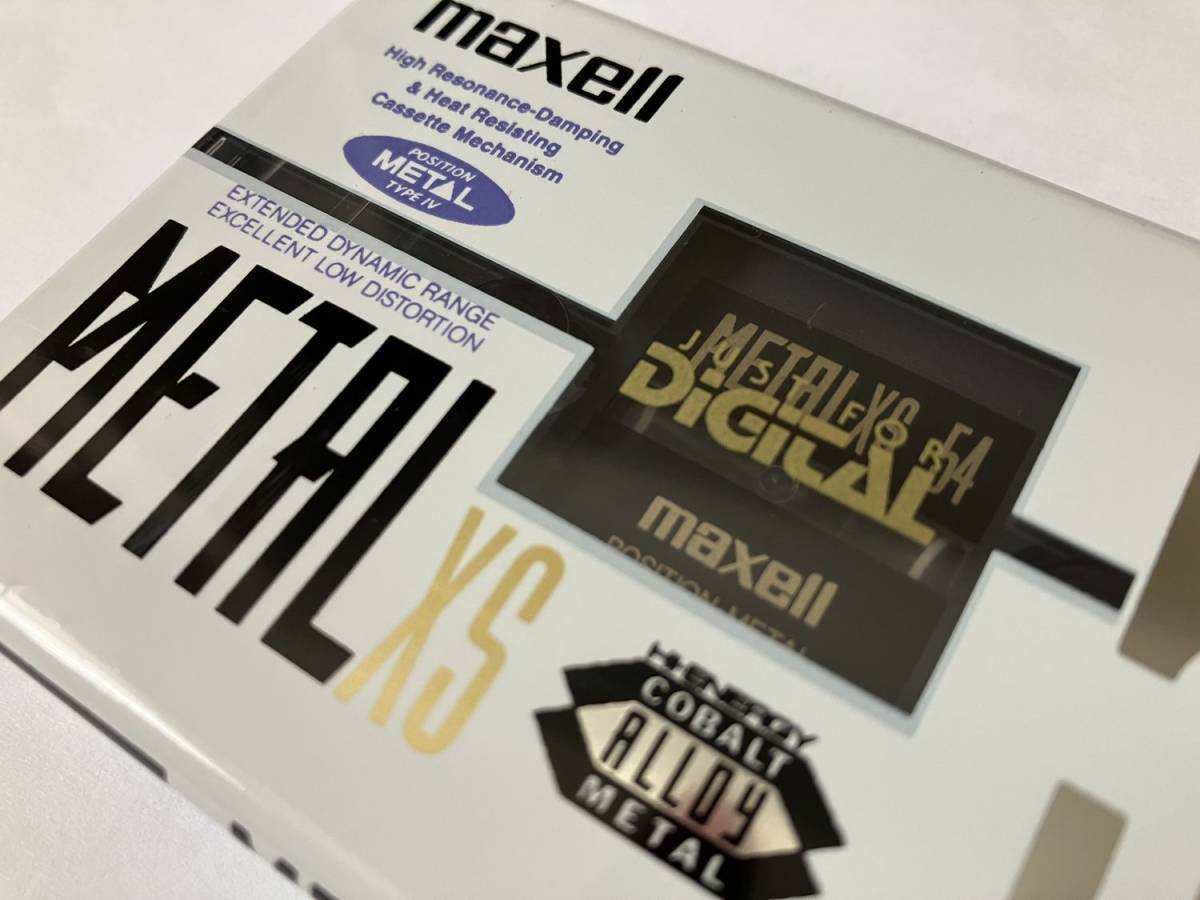 maxell
High Resonance-Damping
& Heat Resisting
Cassette Mechanism
POSITION
METAL
TYPE IV
EXTENDED DYNAMIC RANGE
EXCELLENT LOW DISTORTION
METAL XS
METAL XS 54
JUST FOR
DiGITAL
maxell
POSITION METAL
HI-ENERGY
COBALT
ALLOY
METAL